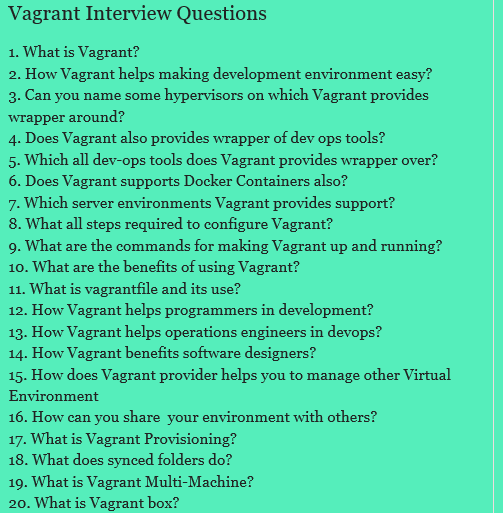 Vagrant Interview Questions
1. What is Vagrant?
2. How Vagrant helps making development environment easy?
3. Can you name some hypervisors on which Vagrant provides
wrapper around?
4. Does Vagrant also provides wrapper of dev ops tools?
5. Which all dev-ops tools does Vagrant provides wrapper over?
6. Does Vagrant supports Docker Containers also?
7. Which server environments Vagrant provides support?
8. What all steps required to configure Vagrant?
9. What are the commands for making Vagrant up and running?
10. What are the benefits of using Vagrant?
11. What is vagrantfile and its use?
12. How Vagrant helps programmers in development?
13. How Vagrant helps operations engineers in devops?
14. How Vagrant benefits software designers?
15. How does Vagrant provider helps you to manage other Virtual
Environment
16. How can you share  your environment with others?
17. What is Vagrant Provisioning?
18. What does synced folders do?
19. What is Vagrant Multi-Machine?
20. What is Vagrant box?